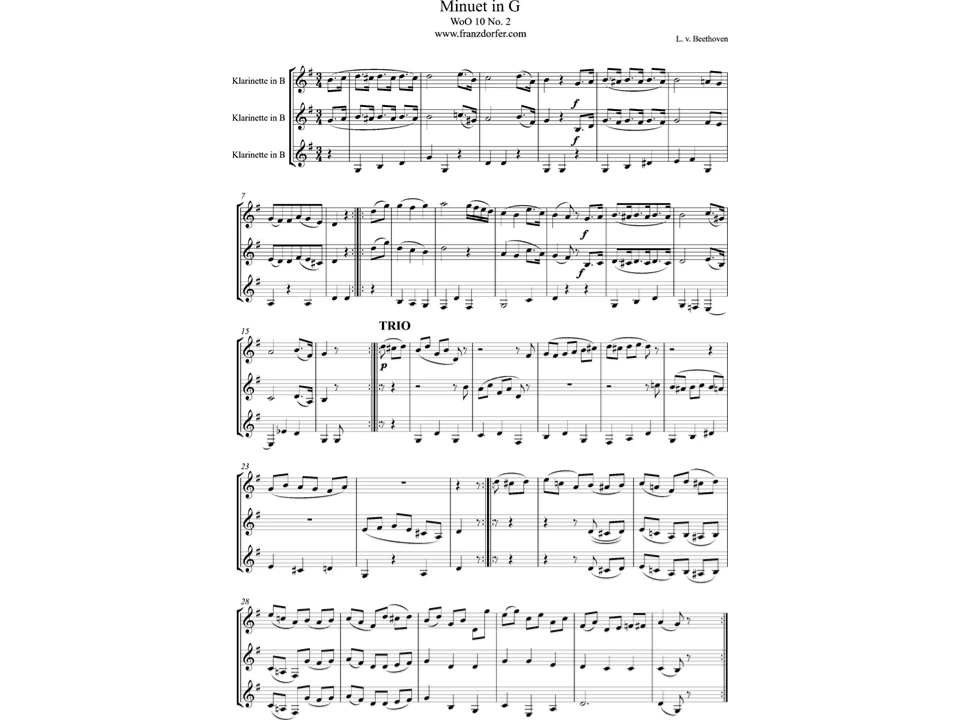 Minuet in G
WoO 10 No. 2
www.franzdorfer.com
L. v. Beethoven
Klarinette in B
Klarinette in B
Klarinette in B
f
f
7
f
f
15
TRIO
p
23
28